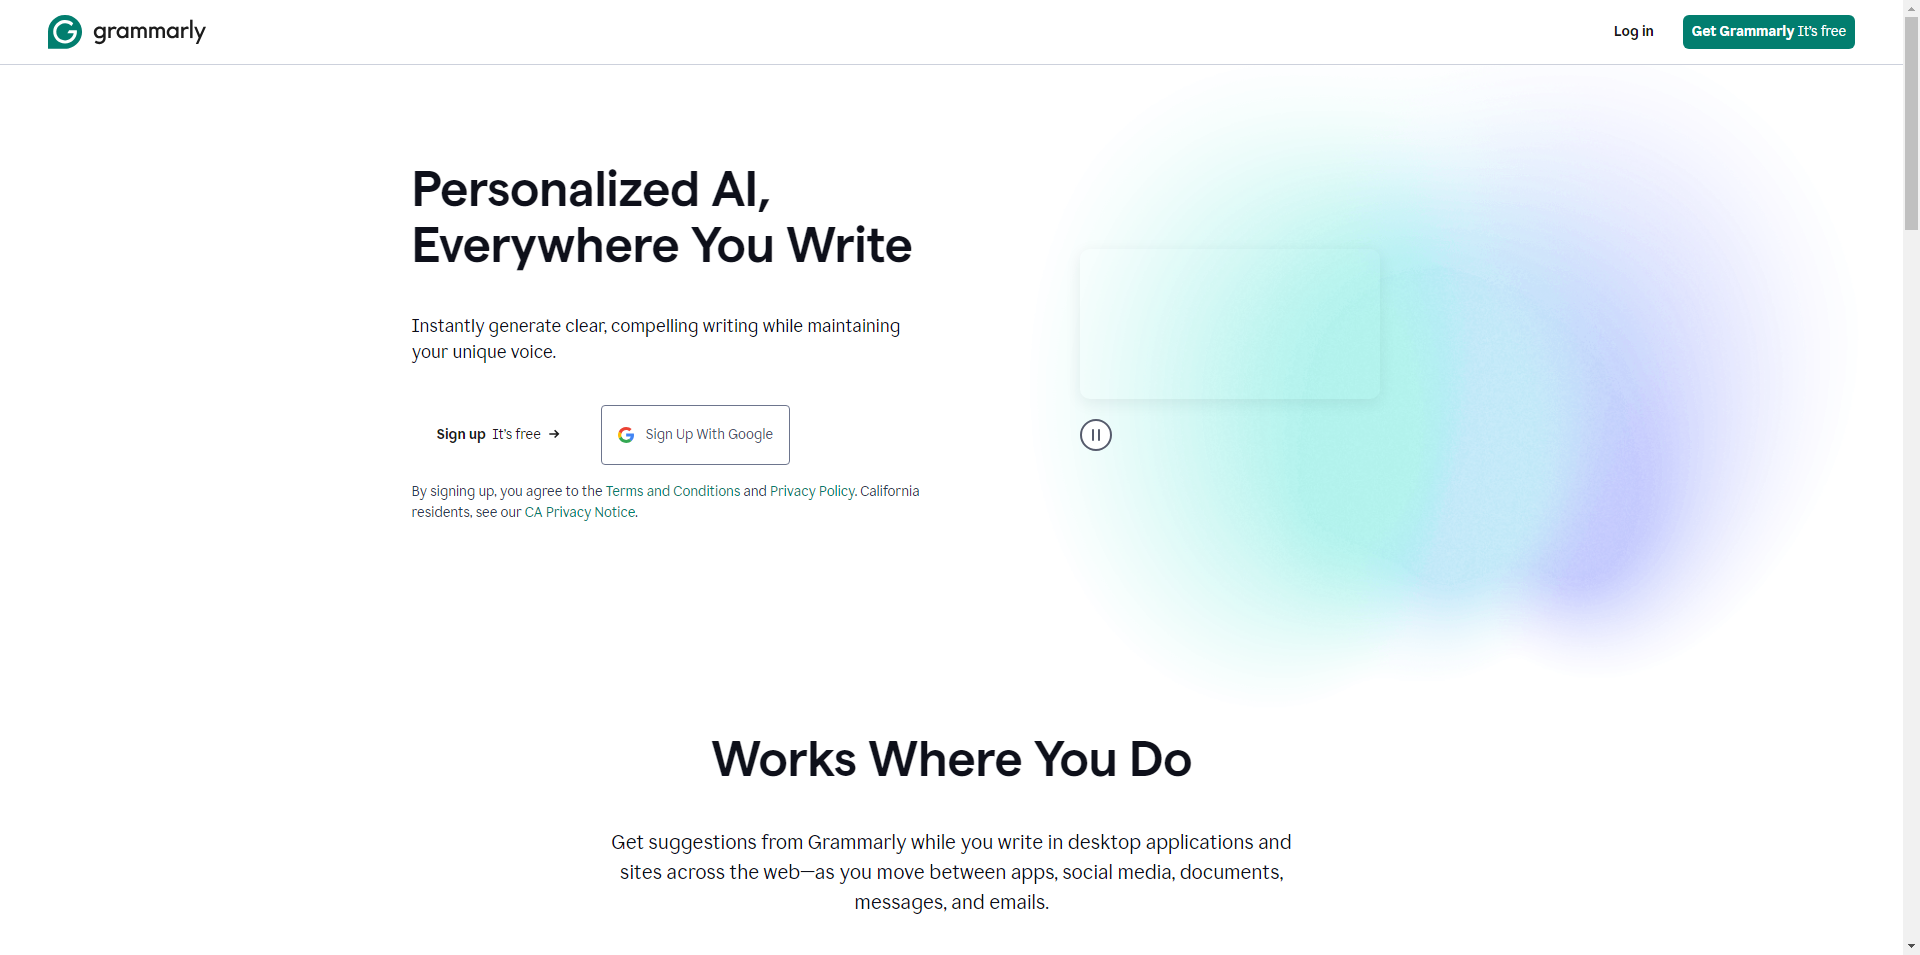 grammarly
Log in
Get Grammarly It's free
Personalized AI,
Everywhere You Write
Instantly generate clear, compelling writing while maintaining
your unique voice.
Sign up It's free →
Sign Up With Google
By signing up, you agree to the Terms and Conditions and Privacy Policy. California
residents, see our CA Privacy Notice.
Works Where You Do
Get suggestions from Grammarly while you write in desktop applications and
sites across the web—as you move between apps, social media, documents,
messages, and emails.